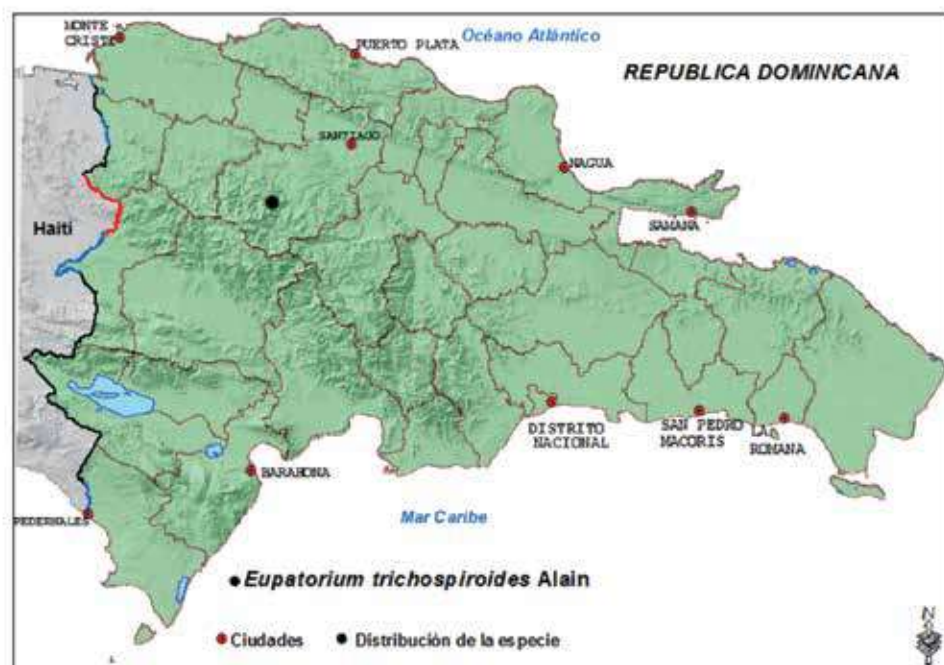 MONTE
CRISTI
Océano Atlántico
PUERTO PLATA
REPUBLICA DOMINICANA
SANTIAGO
NAGUA
SAMANA
Haití
DISTRITO
NACIONAL
SAN PEDRO
MACORIS
LA
ROMANA
BARAHONA
PEDERNALES
Mar Caribe
Eupatorium trichospiroides Alain
Ciudades
Distribución de la especie
N